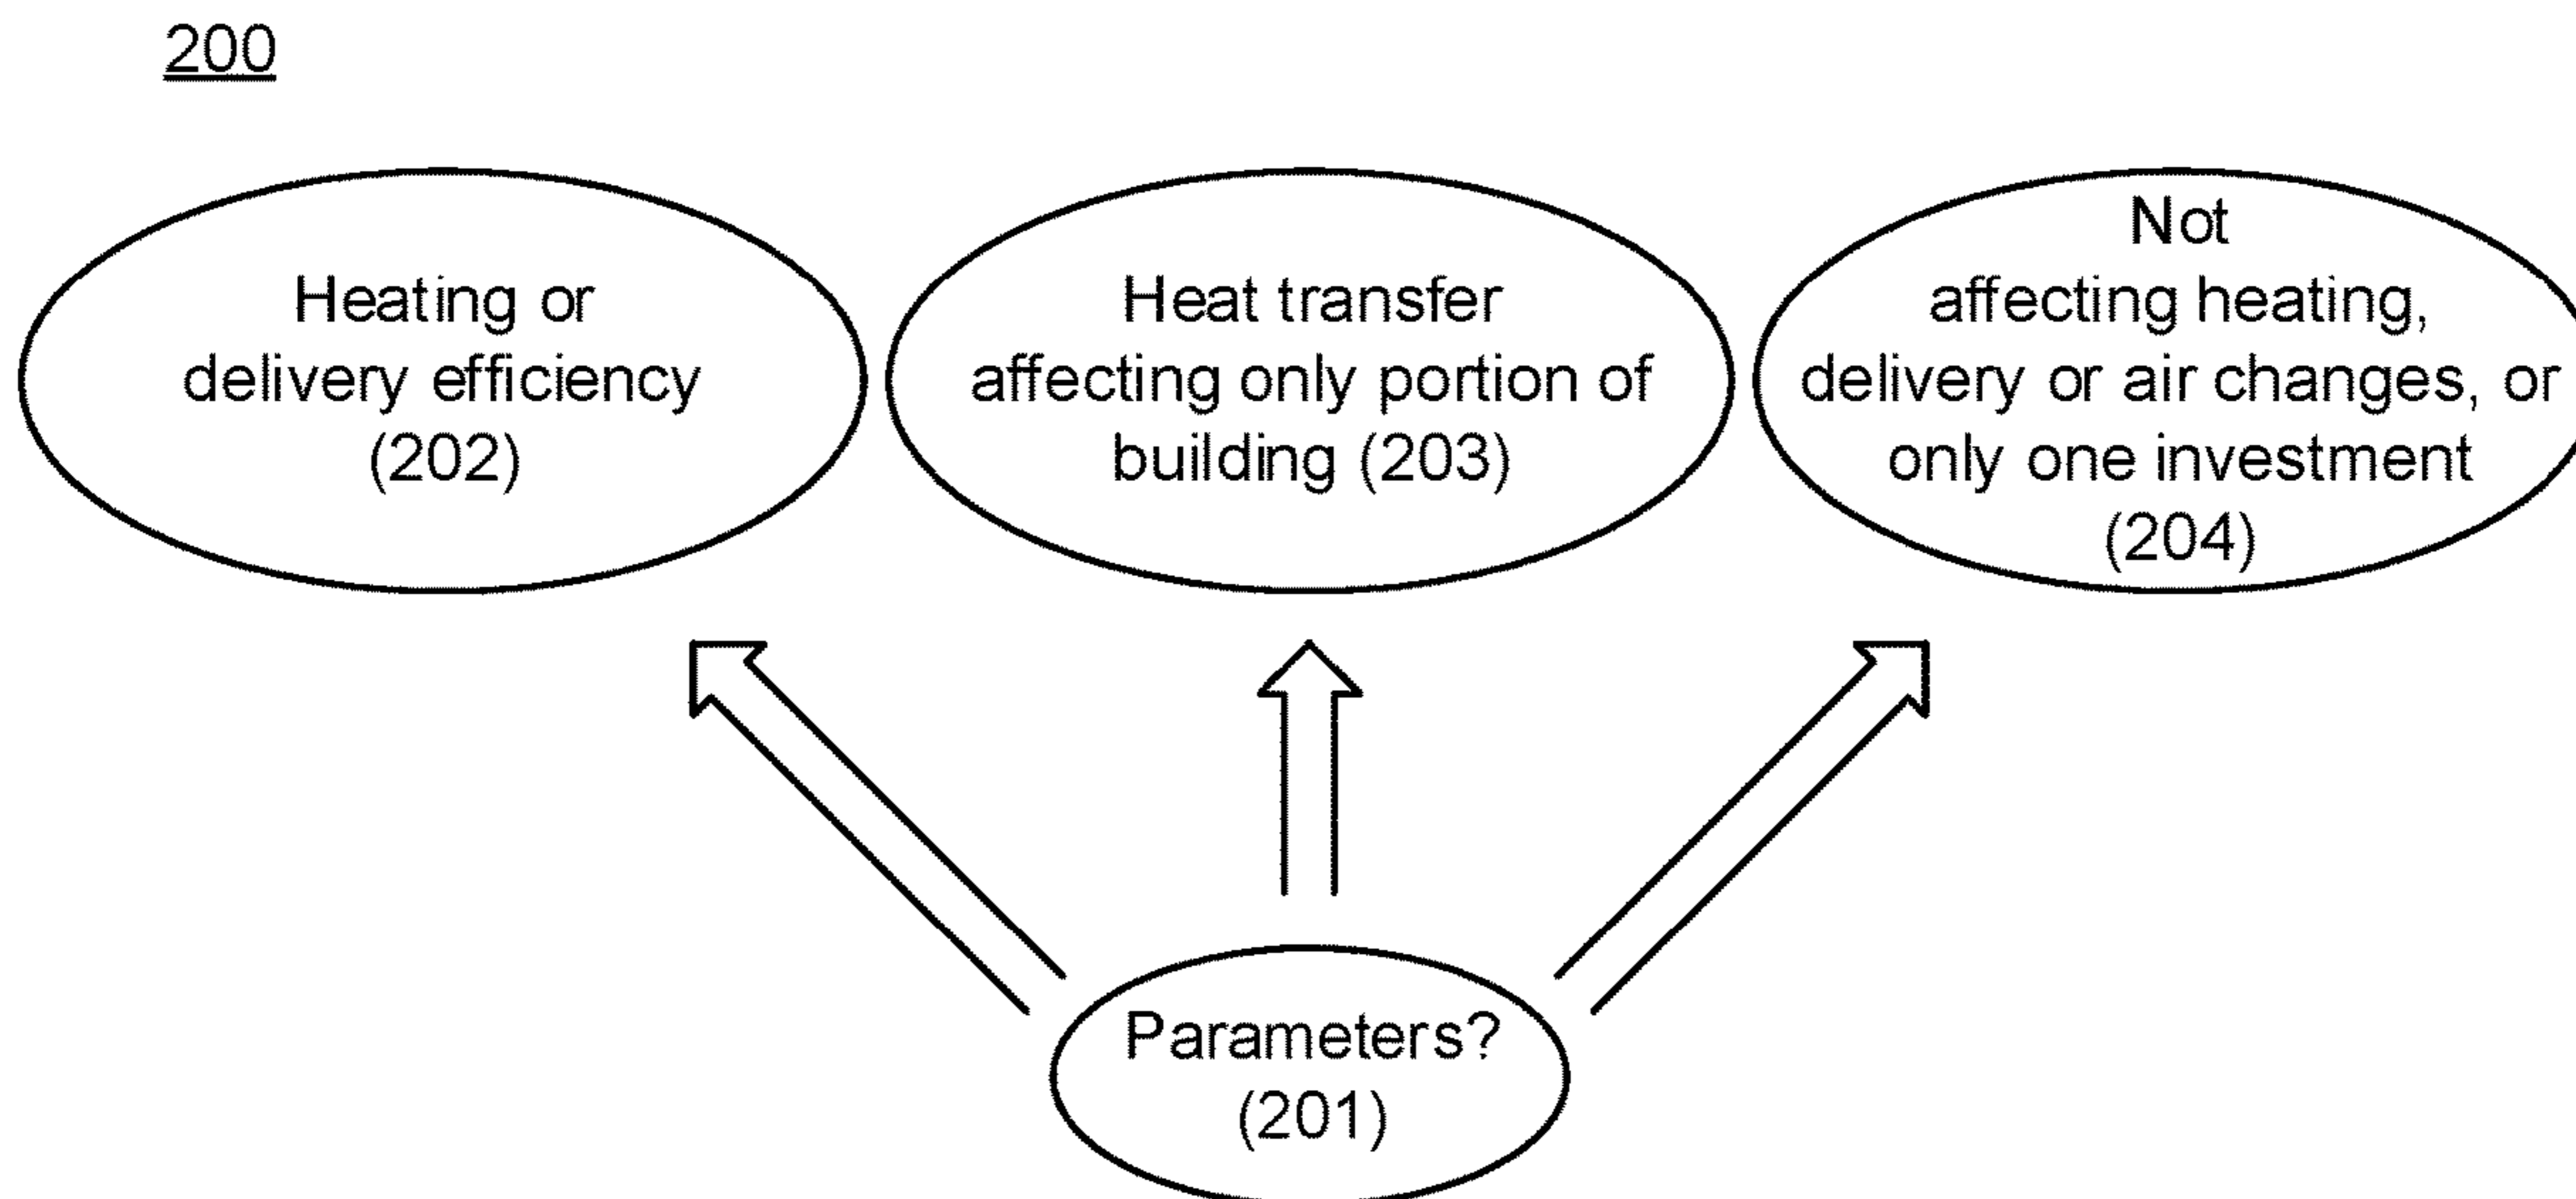 200
Heating or
delivery efficiency
(202)
Heat transfer
affecting only portion of
building (203)
Not
affecting heating,
delivery or air changes, or
only one investment
(204)
Parameters?
(201)